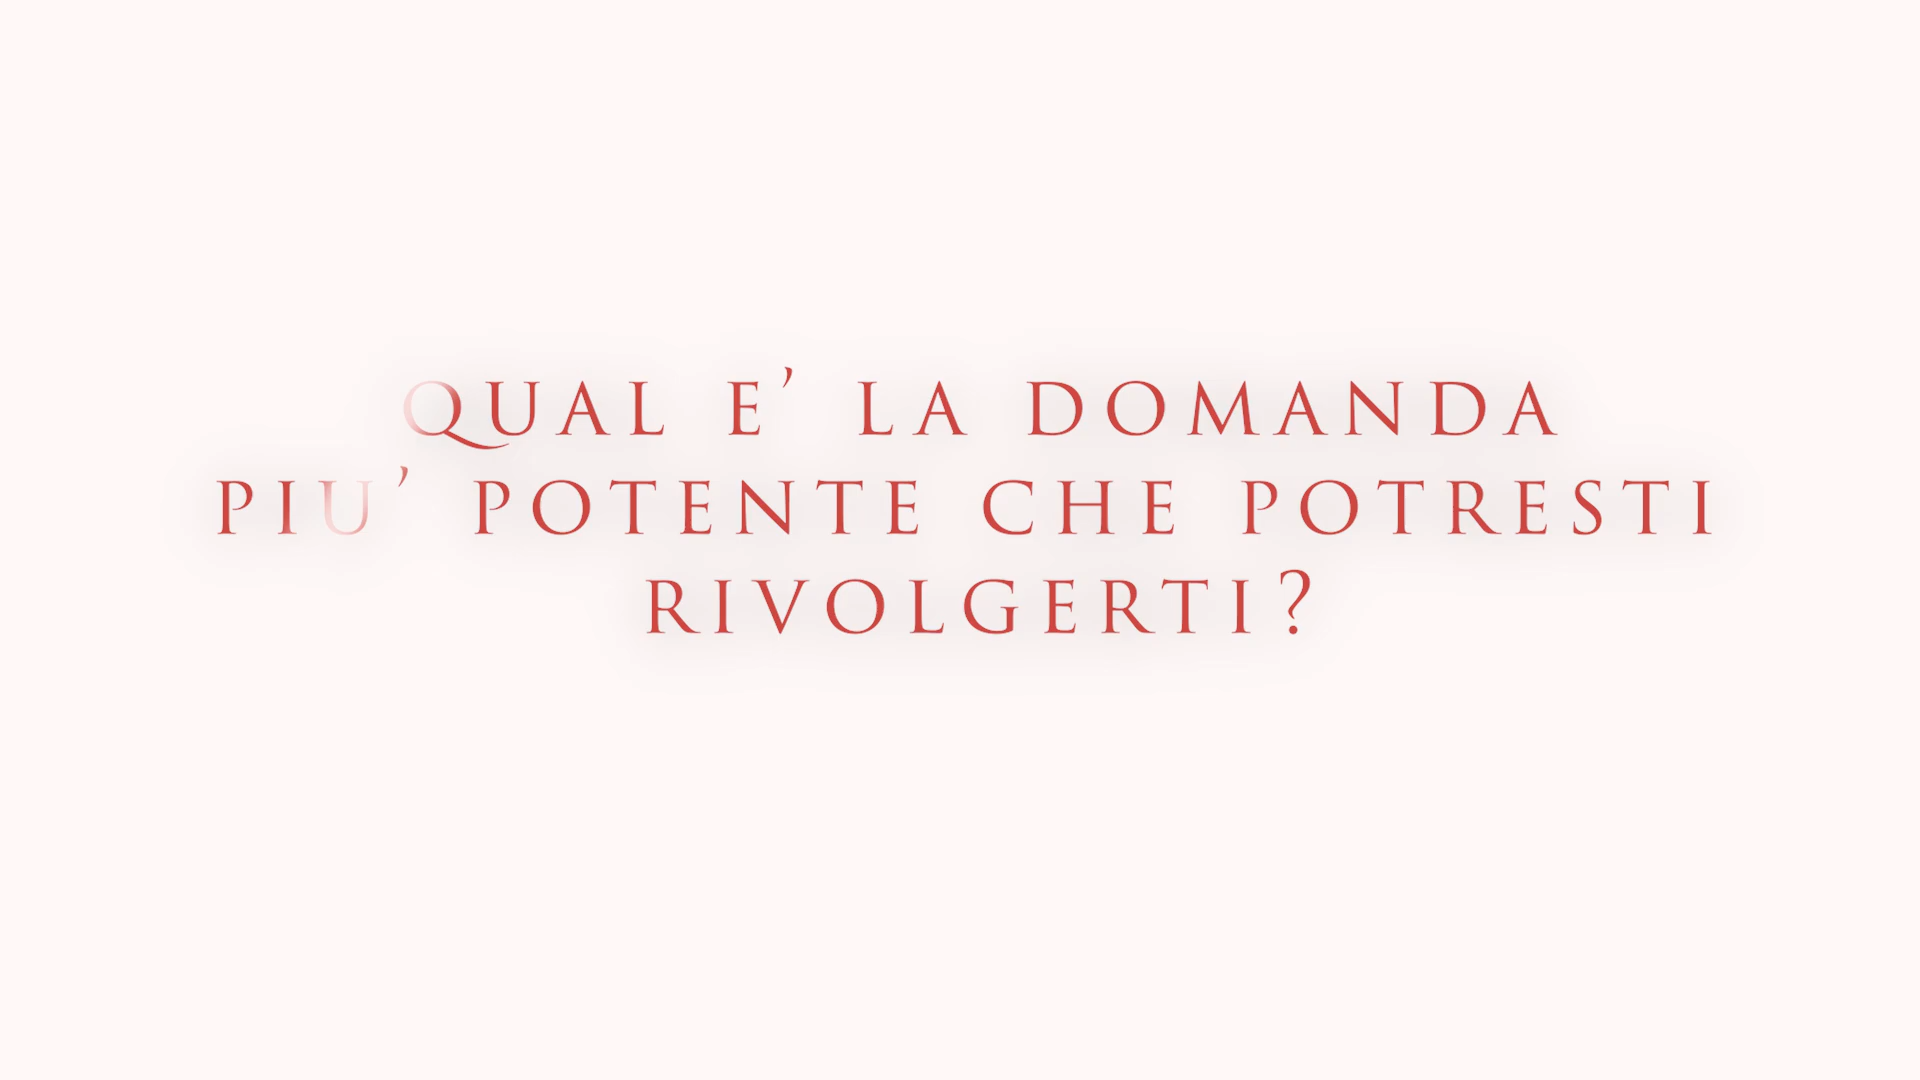 QUAL E’ LA DOMANDA
PIU’ POTENTE CHE POTRESTI
RIVOLGERTI?